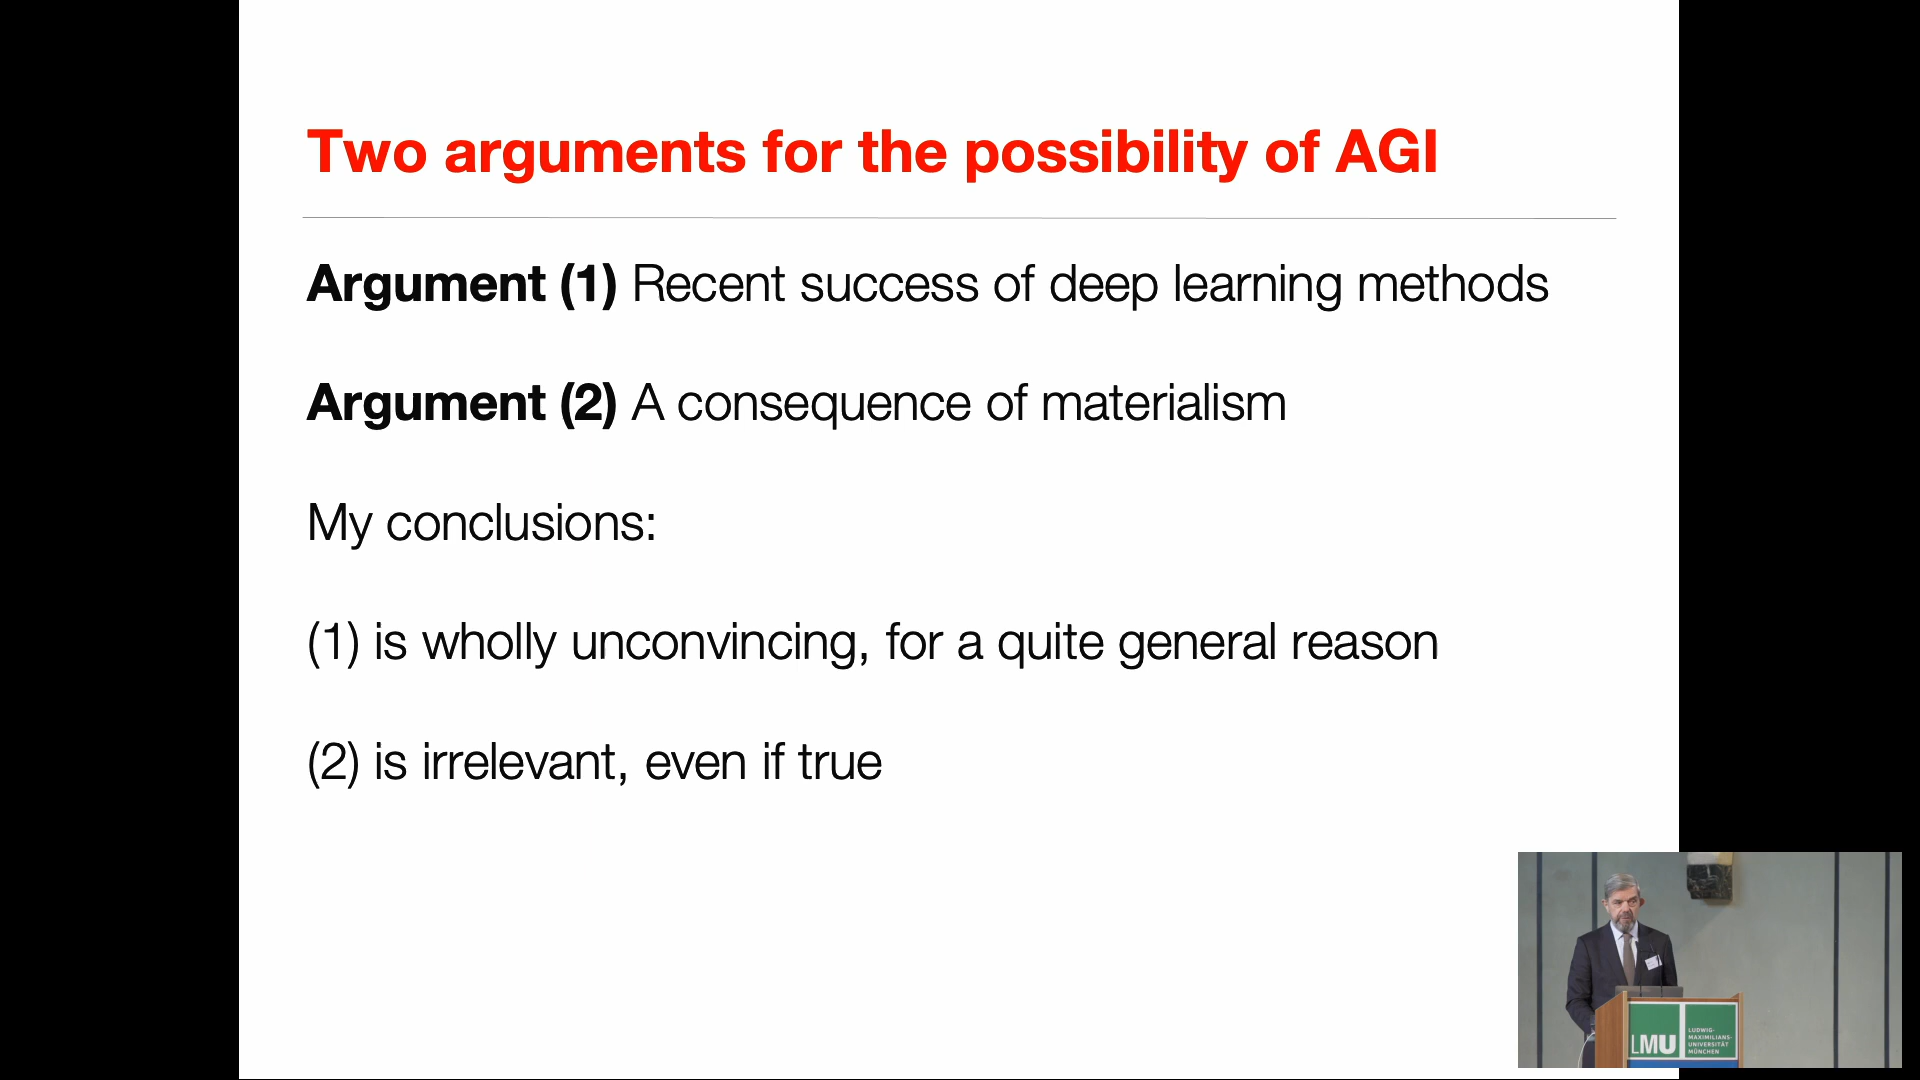 Two arguments for the possibility of AGI
Argument (1) Recent success of deep learning methods
Argument (2) A consequence of materialism
My conclusions:
(1) is wholly unconvincing, for a quite general reason
(2) is irrelevant, even if true
LMU
LUDWIG-
MAXIMILIANS-
UNIVERSITÄT
MÜNCHEN